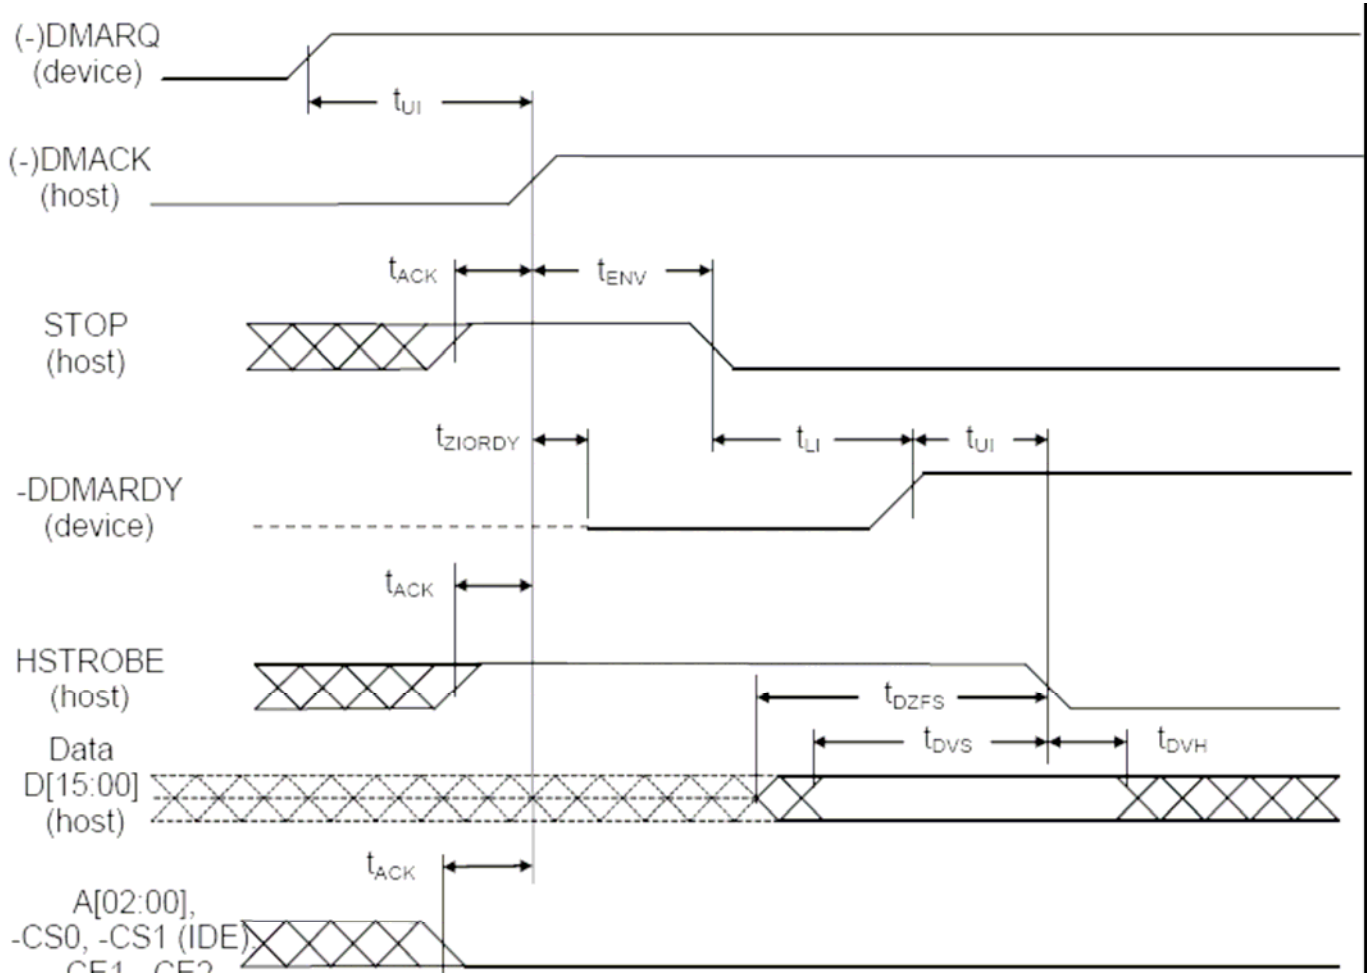 (-)DMARQ
(device)
tUI
(-)DMACK
(host)
tACK
tENV
STOP
(host)
tZIORDY
tLI
tUI
-DDMARDY
(device)
tACK
HSTROBE
(host)
tDZFS
Data
D[15:00]
(host)
tDVS
tDVH
tACK
A[02:00],
-CS0, -CS1 (IDE)